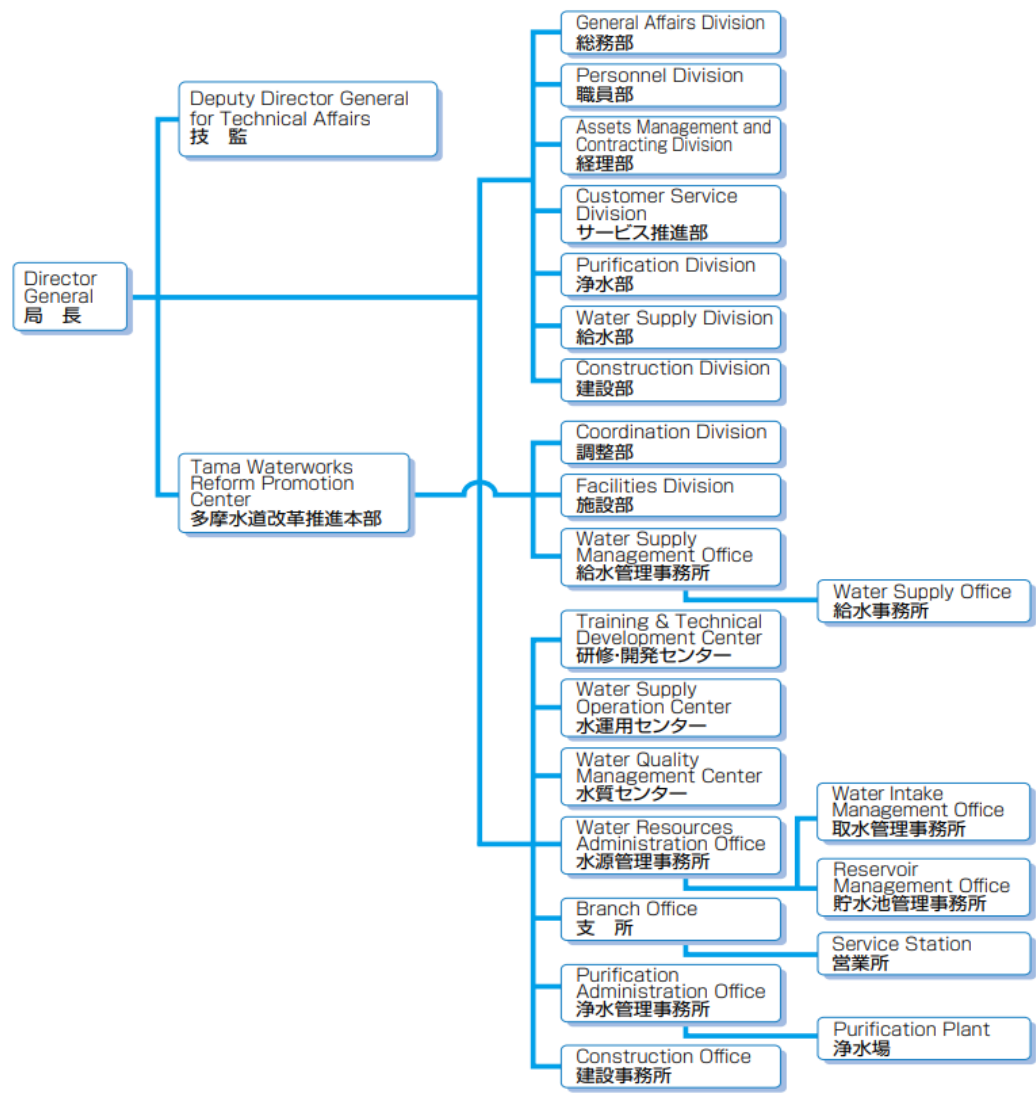 Director
General
局　長
Deputy Director General
for Technical Affairs
技　監
Tama Waterworks
Reform Promotion
Center
多摩水道改革推進本部
General Affairs Division
総務部
Personnel Division
職員部
Assets Management and
Contracting Division
経理部
Customer Service
Division
サービス推進部
Purification Division
浄水部
Water Supply Division
給水部
Construction Division
建設部
Coordination Division
調整部
Facilities Division
施設部
Water Supply
Management Office
給水管理事務所
Water Supply Office
給水事務所
Training & Technical
Development Center
研修・開発センター
Water Supply
Operation Center
水運用センター
Water Quality
Management Center
水質センター
Water Resources
Administration Office
水源管理事務所
Water Intake
Management Office
取水管理事務所
Reservoir
Management Office
貯水池管理事務所
Branch Office
支　所
Service Station
営業所
Purification
Administration Office
浄水管理事務所
Purification Plant
浄水場
Construction Office
建設事務所